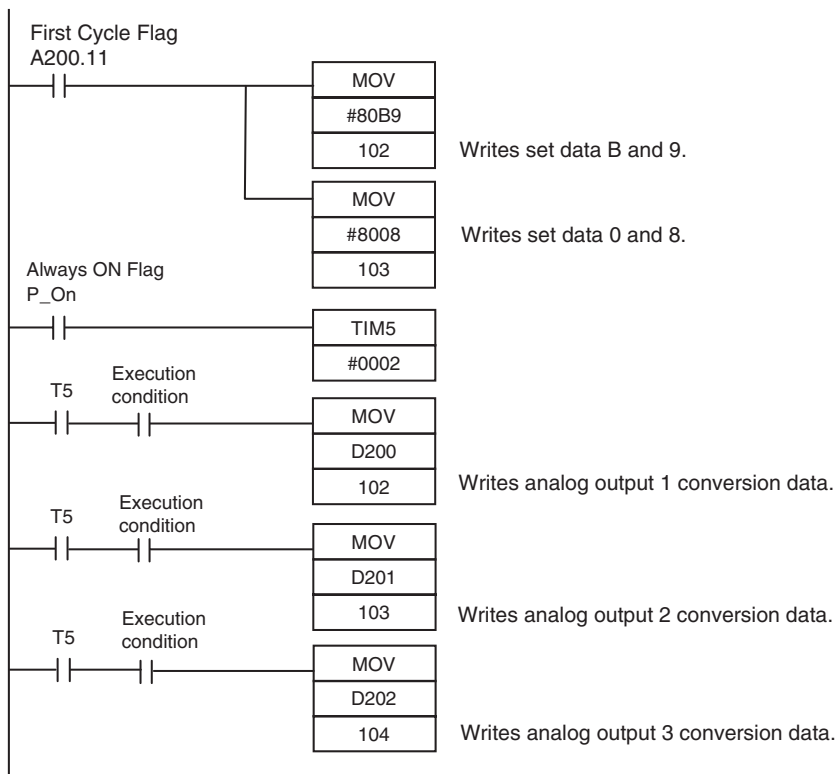 First Cycle Flag
A200.11
MOV
#80B9
102
Writes set data B and 9.
MOV
#8008
103
Writes set data 0 and 8.
Always ON Flag
P_On
TIM5
#0002
T5
Execution
condition
MOV
D200
102
Writes analog output 1 conversion data.
T5
Execution
condition
MOV
D201
103
Writes analog output 2 conversion data.
T5
Execution
condition
MOV
D202
104
Writes analog output 3 conversion data.